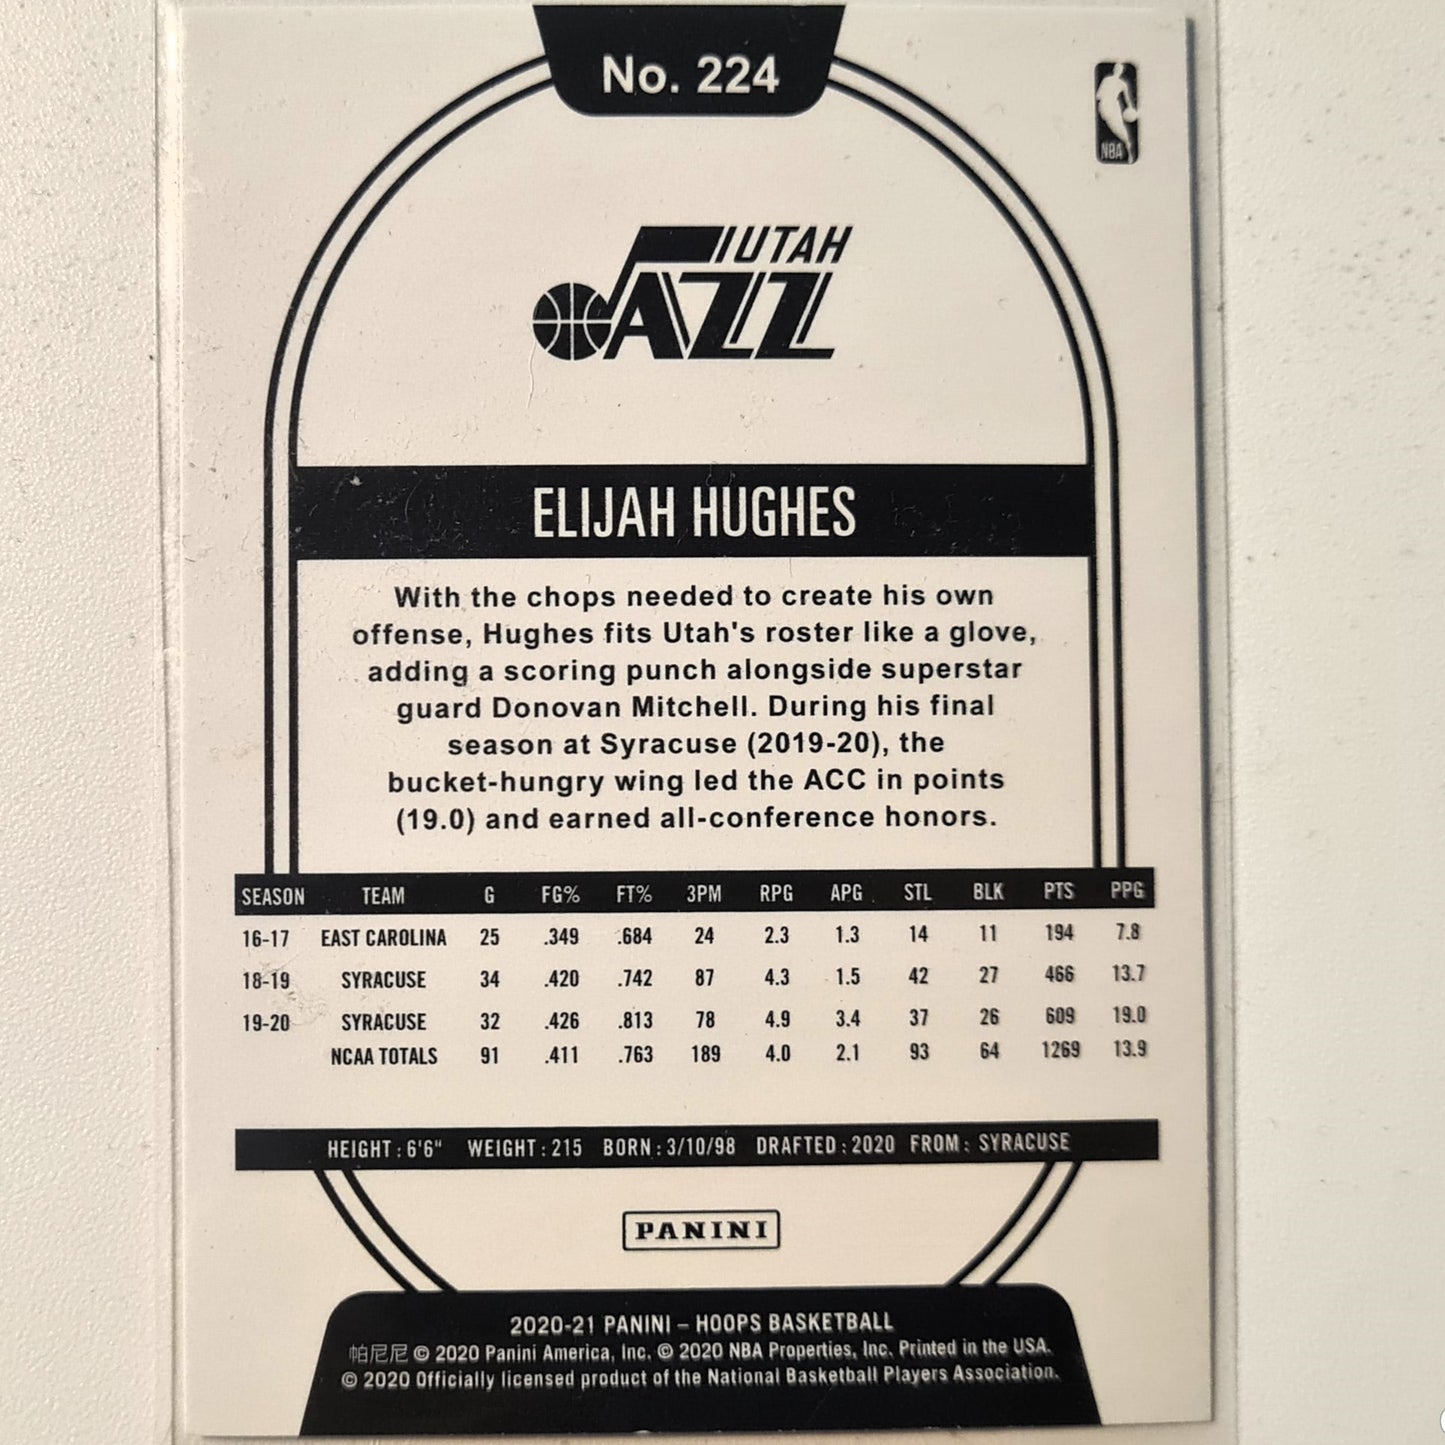 No. 224
NBA
UTAH
JAZZ
ELIJAH HUGHES
With the chops needed to create his own
offense, Hughes fits Utah's roster like a glove,
adding a scoring punch alongside superstar
guard Donovan Mitchell. During his final
season at Syracuse (2019-20), the
bucket-hungry wing led the ACC in points
(19.0) and earned all-conference honors.
SEASON TEAM G FG% FT% 3PM RPG APG STL BLK PTS PPG
16-17 EAST CAROLINA 25 .349 .684 24 2.3 1.3 14 11 194 7.8
18-19 SYRACUSE 34 .420 .742 87 4.3 1.5 42 27 466 13.7
19-20 SYRACUSE 32 .426 .813 78 4.9 3.4 37 26 609 19.0
NCAA TOTALS 91 .411 .763 189 4.0 2.1 93 64 1269 13.9
HEIGHT: 6'6" WEIGHT: 215 BORN: 3/10/98 DRAFTED: 2020 FROM: SYRACUSE
PANINI
2020-21 PANINI – HOOPS BASKETBALL
帕尼尼 © 2020 Panini America, Inc. © 2020 NBA Properties, Inc. Printed in the USA.
© 2020 Officially licensed product of the National Basketball Players Association.